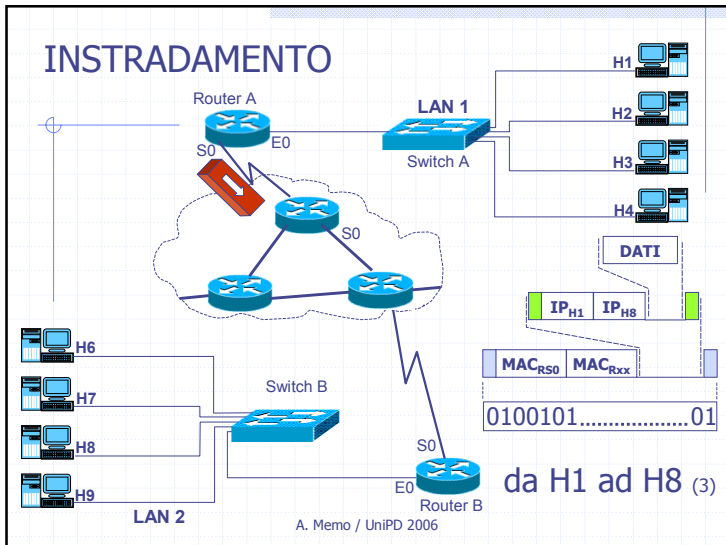 INSTRADAMENTO
Router A
LAN 1
E0
S0
Switch A
H1
H2
H3
H4
S0
DATI
IPH1 IPH8
MACRS0 MACRxx
0100101...................01
H6
H7
H8
H9
Switch B
LAN 2
S0
E0
Router B
da H1 ad H8 (3)
A. Memo / UniPD 2006